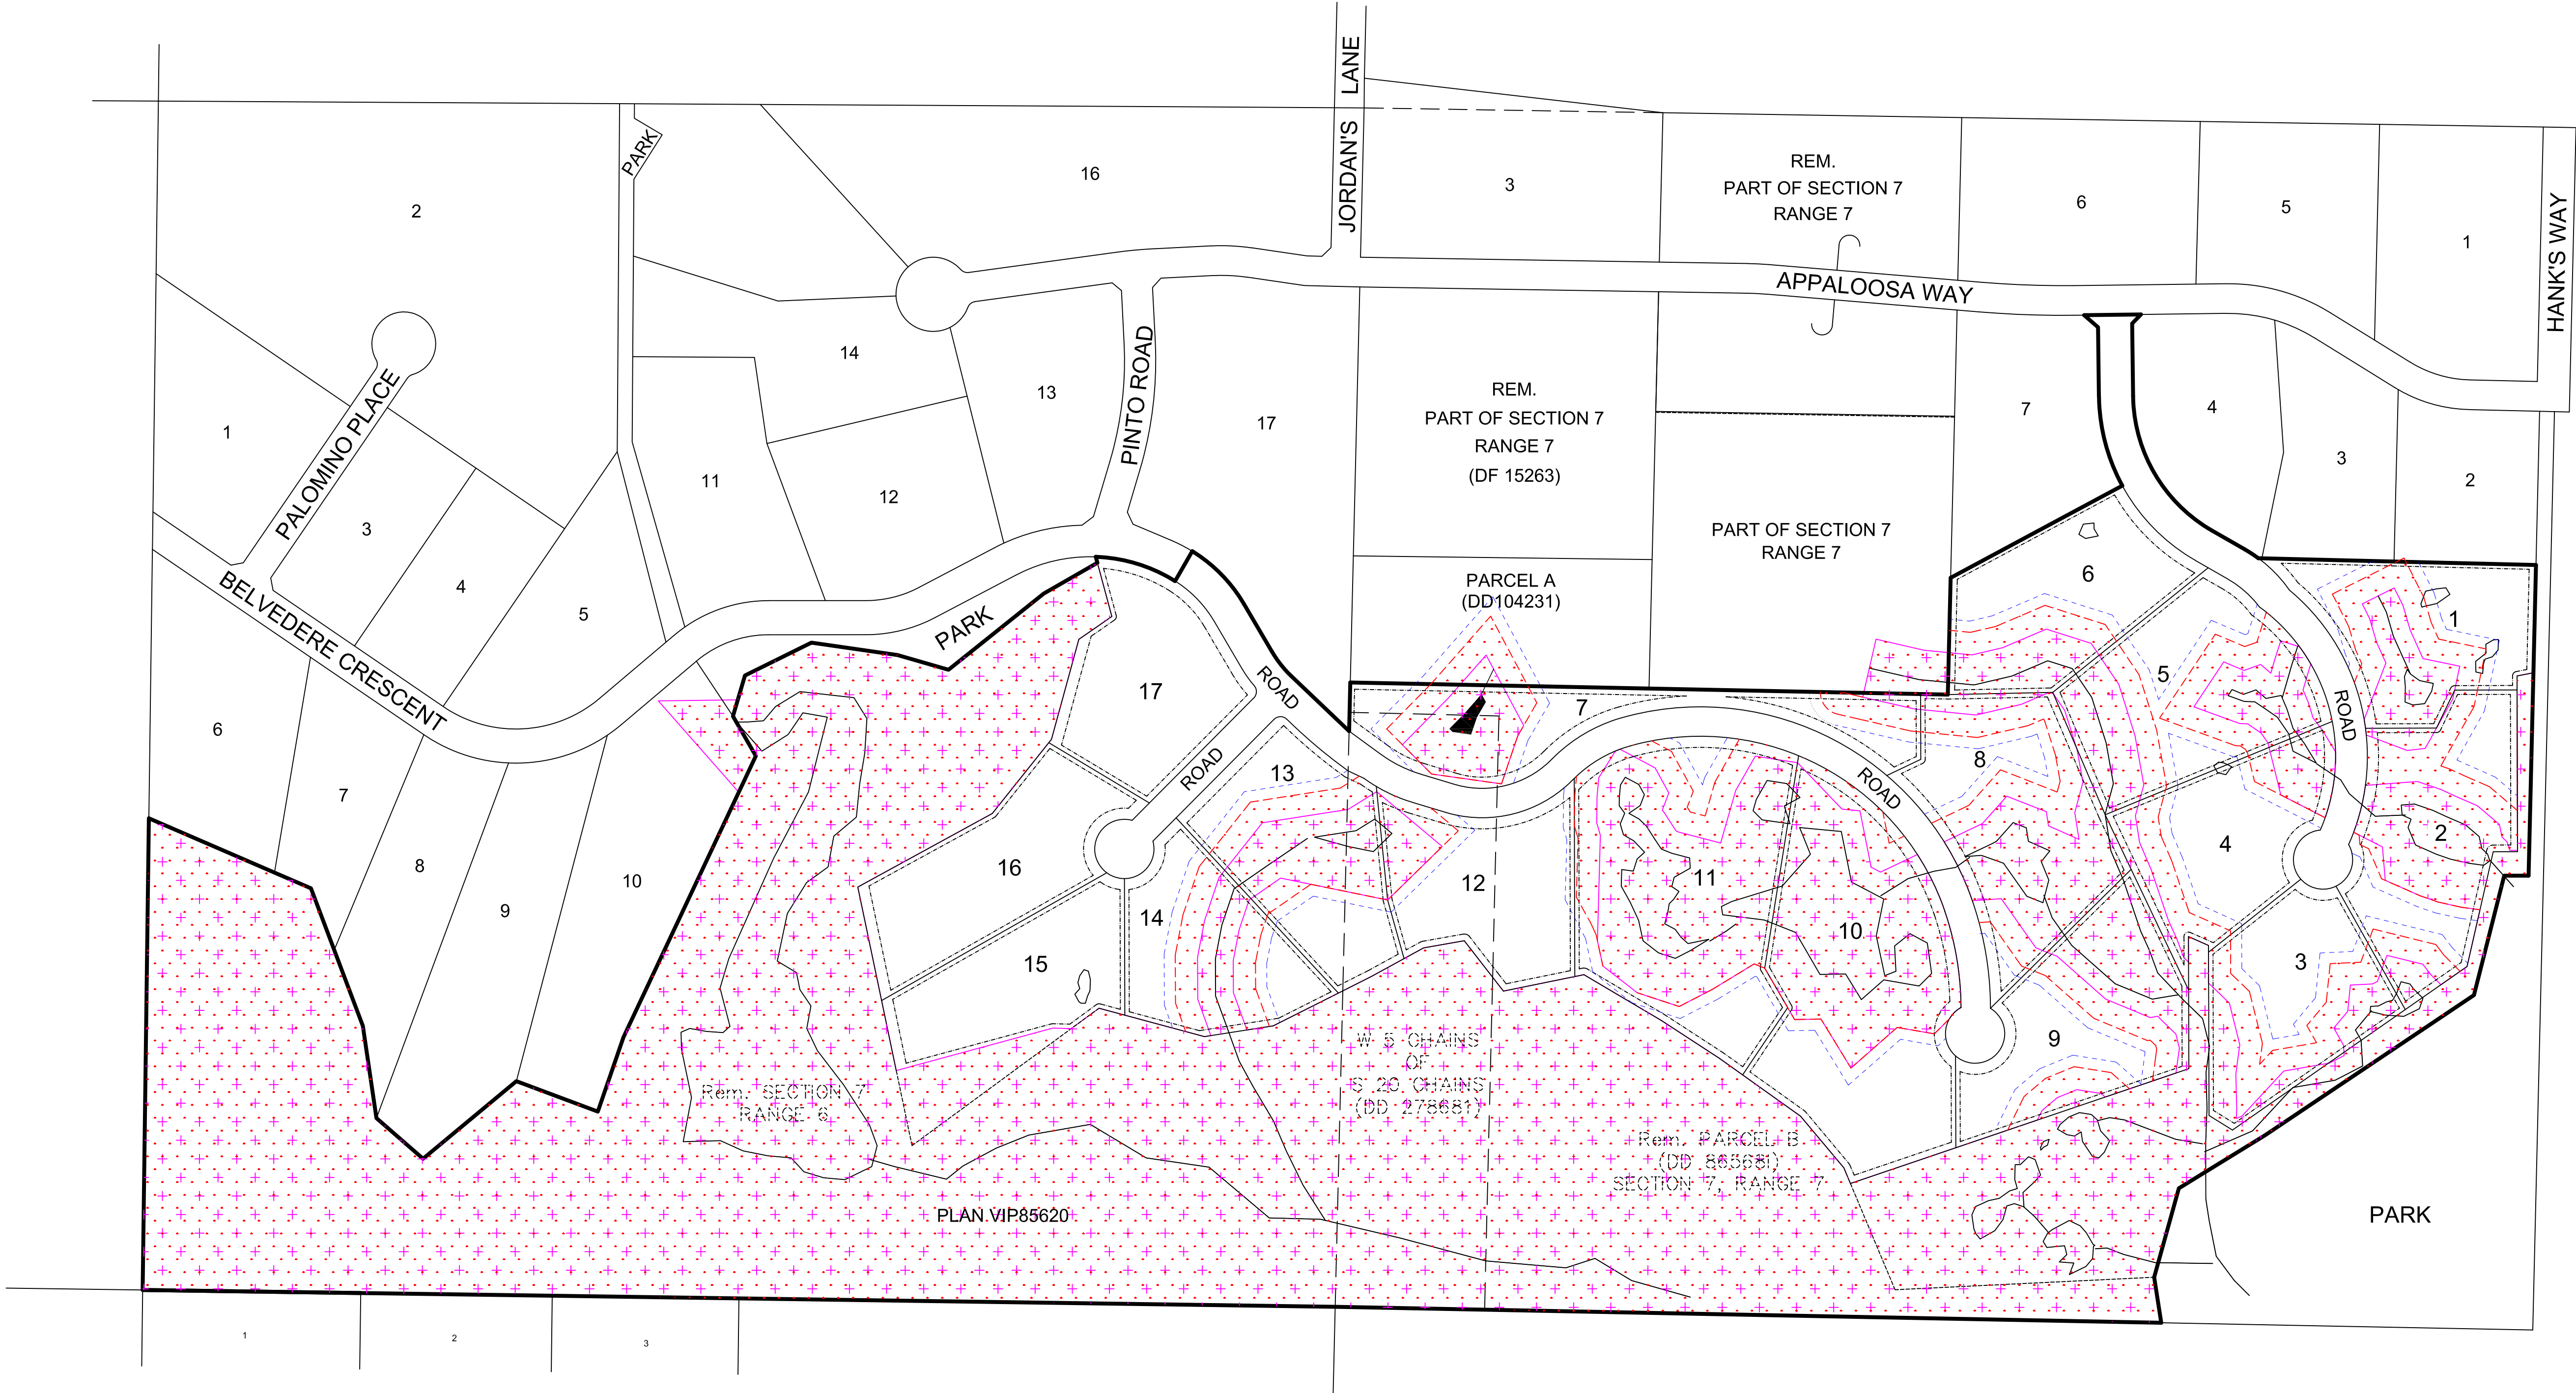 JORDAN'S LANE
HANK'S WAY
APPALOOSA WAY
PINTO ROAD
PALOMINO PLACE
BELVEDERE CRESCENT
PARK
2
16
3
REM.
PART OF SECTION 7
RANGE 7
6
5
1
14
13
17
REM.
PART OF SECTION 7
RANGE 7
(DF 15263)
7
4
3
2
1
3
4
5
11
12
PART OF SECTION 7
RANGE 7
PARCEL A
(DD104231)
PARK
6
7
8
9
10
17
ROAD
ROAD
13
16
15
14
12
7
11
10
ROAD
8
9
6
5
4
3
ROAD
1
2
Rem. SECTION 7
RANGE 6
W 5 CHAINS
OF
S 20 CHAINS
(DD 278681)
Rem. PARCEL B
(DD 86568I)
SECTION 7, RANGE 7
PLAN VIP85620
PARK
1
2
3